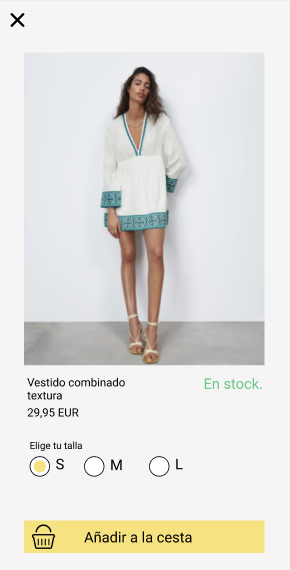 Vestido combinado
textura
En stock.
29,95 EUR
Elige tu talla
S M L
Añadir a la cesta